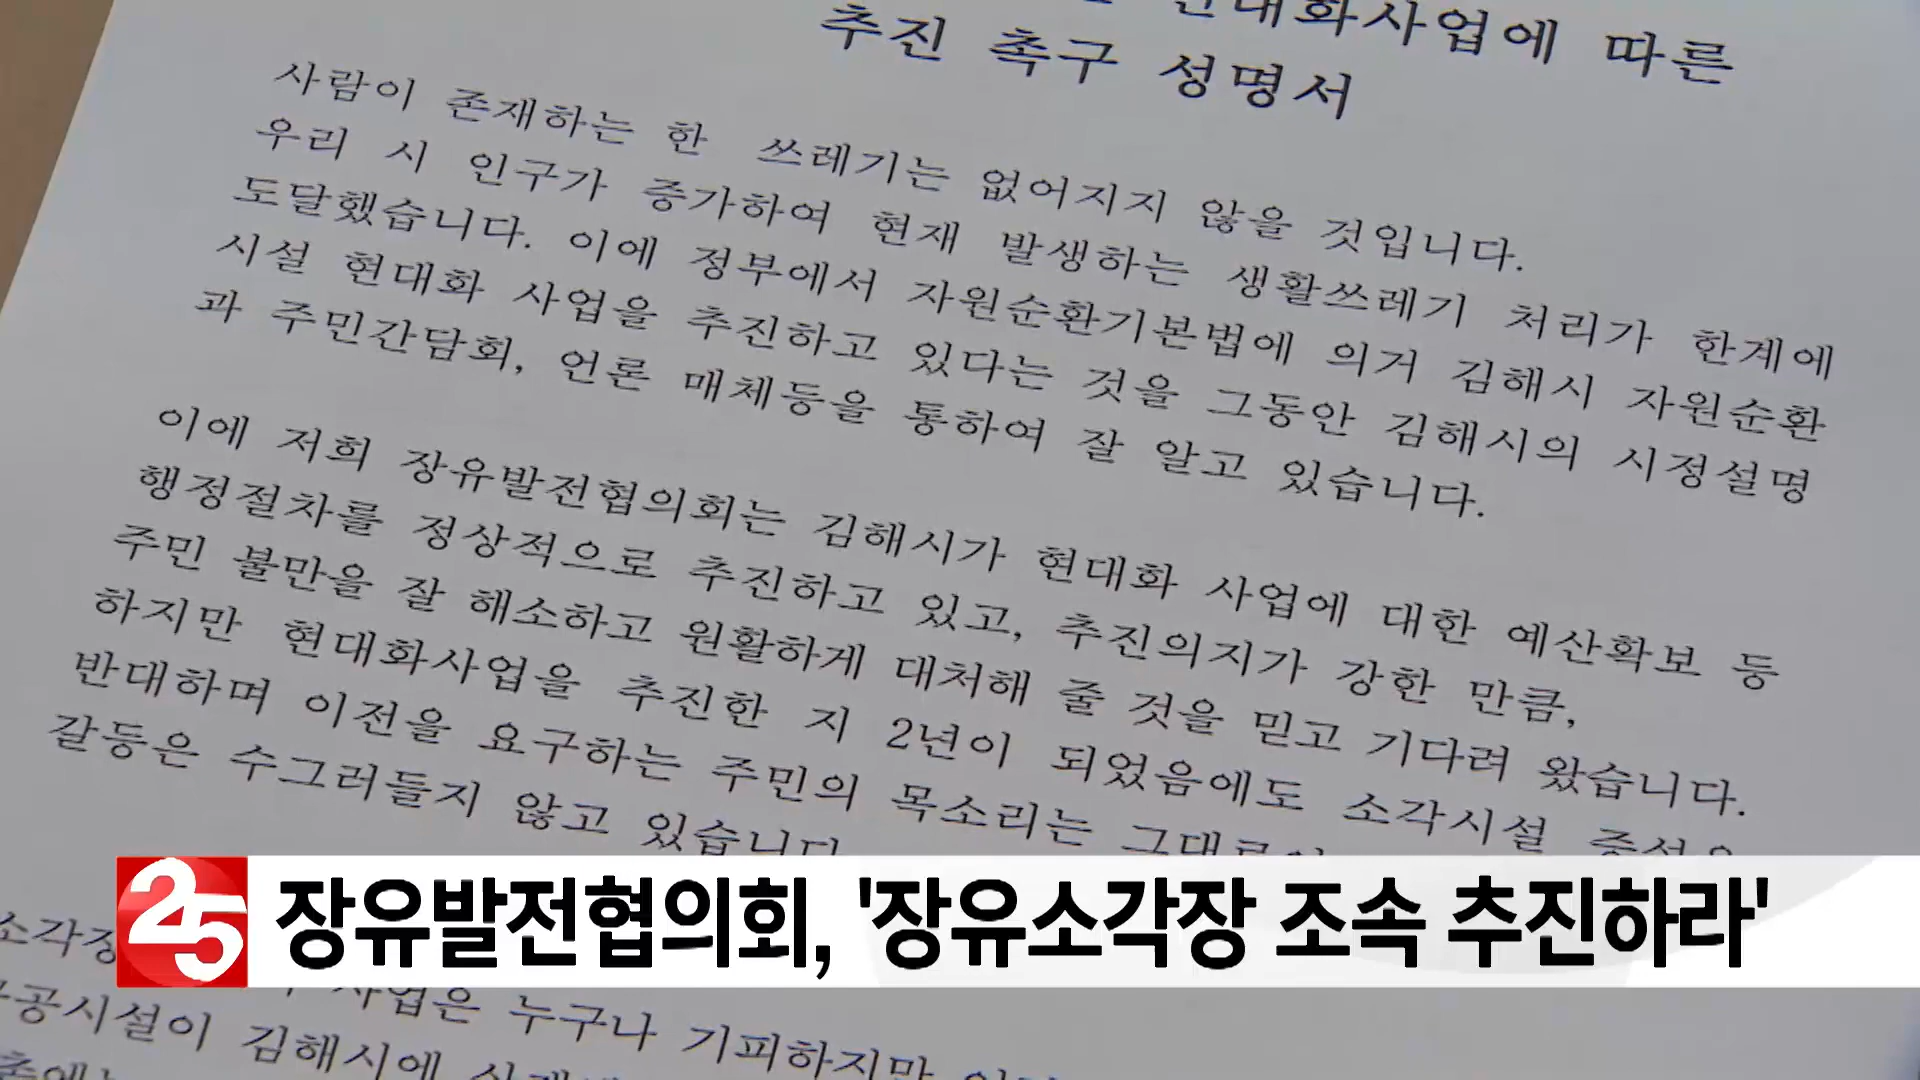 대화사업에 따른
추진 촉구 성명서
사람이 존재하는 한 쓰레기는 없어지지 않을 것입니다.
우리 시 인구가 증가하여 현재 발생하는 생활쓰레기 처리가 한계에
도달했습니다. 이에 정부에서 자원순환기본법에 의거 김해시 자원순환
시설 현대화 사업을 추진하고 있다는 것을 그동안 김해시의 시정설명
과 주민간담회, 언론 매체등을 통하여 잘 알고 있습니다.
이에 저희 장유발전협의회는 김해시가 현대화 사업에 대한 예산확보 등
행정절차를 정상적으로 추진하고 있고, 추진의지가 강한 만큼,
주민 불만을 잘 해소하고 원활하게 대처해 줄 것을 믿고 기다려 왔습니다.
하지만 현대화사업을 추진한 지 2년이 되었음에도 소각시설
반대하며 이전을 요구하는 주민의 목소리는
갈등은 수그러들지 않고 있습니다
25 장유발전협의회, '장유소각장 조속 추진하라'
소각장
사업은 누구나 기피하지만
공시설이 김해시에